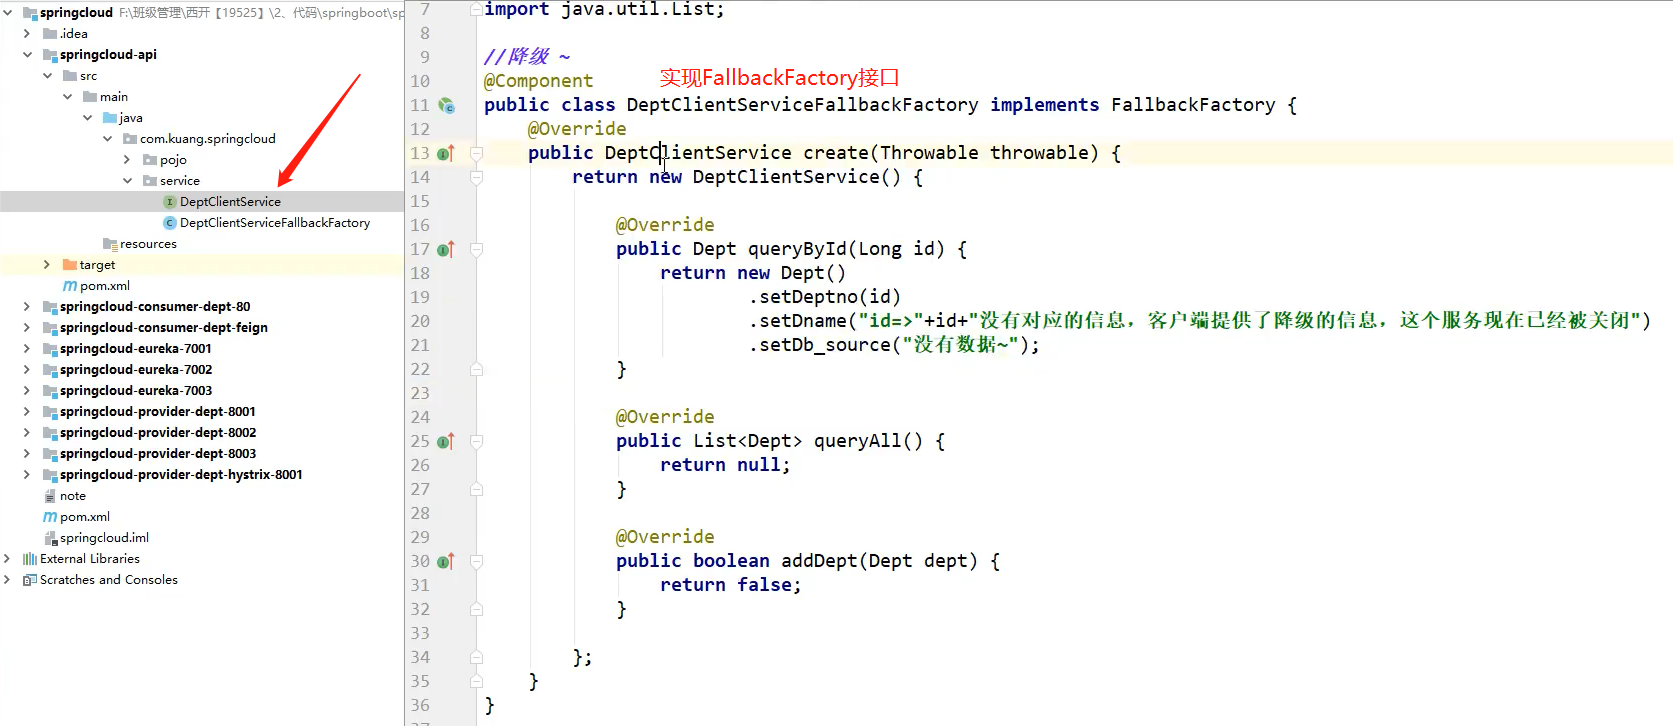 springcloud F:\班级管理\西开【19525】\2、代码\springboot\sp
.idea
springcloud-api
src
main
java
com.kuang.springcloud
pojo
service
DeptClientService
DeptClientServiceFallbackFactory
resources
target
pom.xml
springcloud-consumer-dept-80
springcloud-consumer-dept-feign
springcloud-eureka-7001
springcloud-eureka-7002
springcloud-eureka-7003
springcloud-provider-dept-8001
springcloud-provider-dept-8002
springcloud-provider-dept-8003
springcloud-provider-dept-hystrix-8001
note
pom.xml
springcloud.iml
External Libraries
Scratches and Consoles
7 import java.util.List;
8
9 //降级 ~
10 @Component 实现FallbackFactory接口
11 public class DeptClientServiceFallbackFactory implements FallbackFactory {
12 @Override
13 public DeptClientService create(Throwable throwable) {
14 return new DeptClientService() {
15
16 @Override
17 public Dept queryById(Long id) {
18 return new Dept()
19 .setDeptno(id)
20 .setDname("id=>"+id+"没有对应的信息，客户端提供了降级的信息，这个服务现在已经被关闭")
21 .setDb_source("没有数据~");
22 }
23
24 @Override
25 public List<Dept> queryAll() {
26 return null;
27 }
28
29 @Override
30 public boolean addDept(Dept dept) {
31 return false;
32 }
33
34 };
35 }
36 }